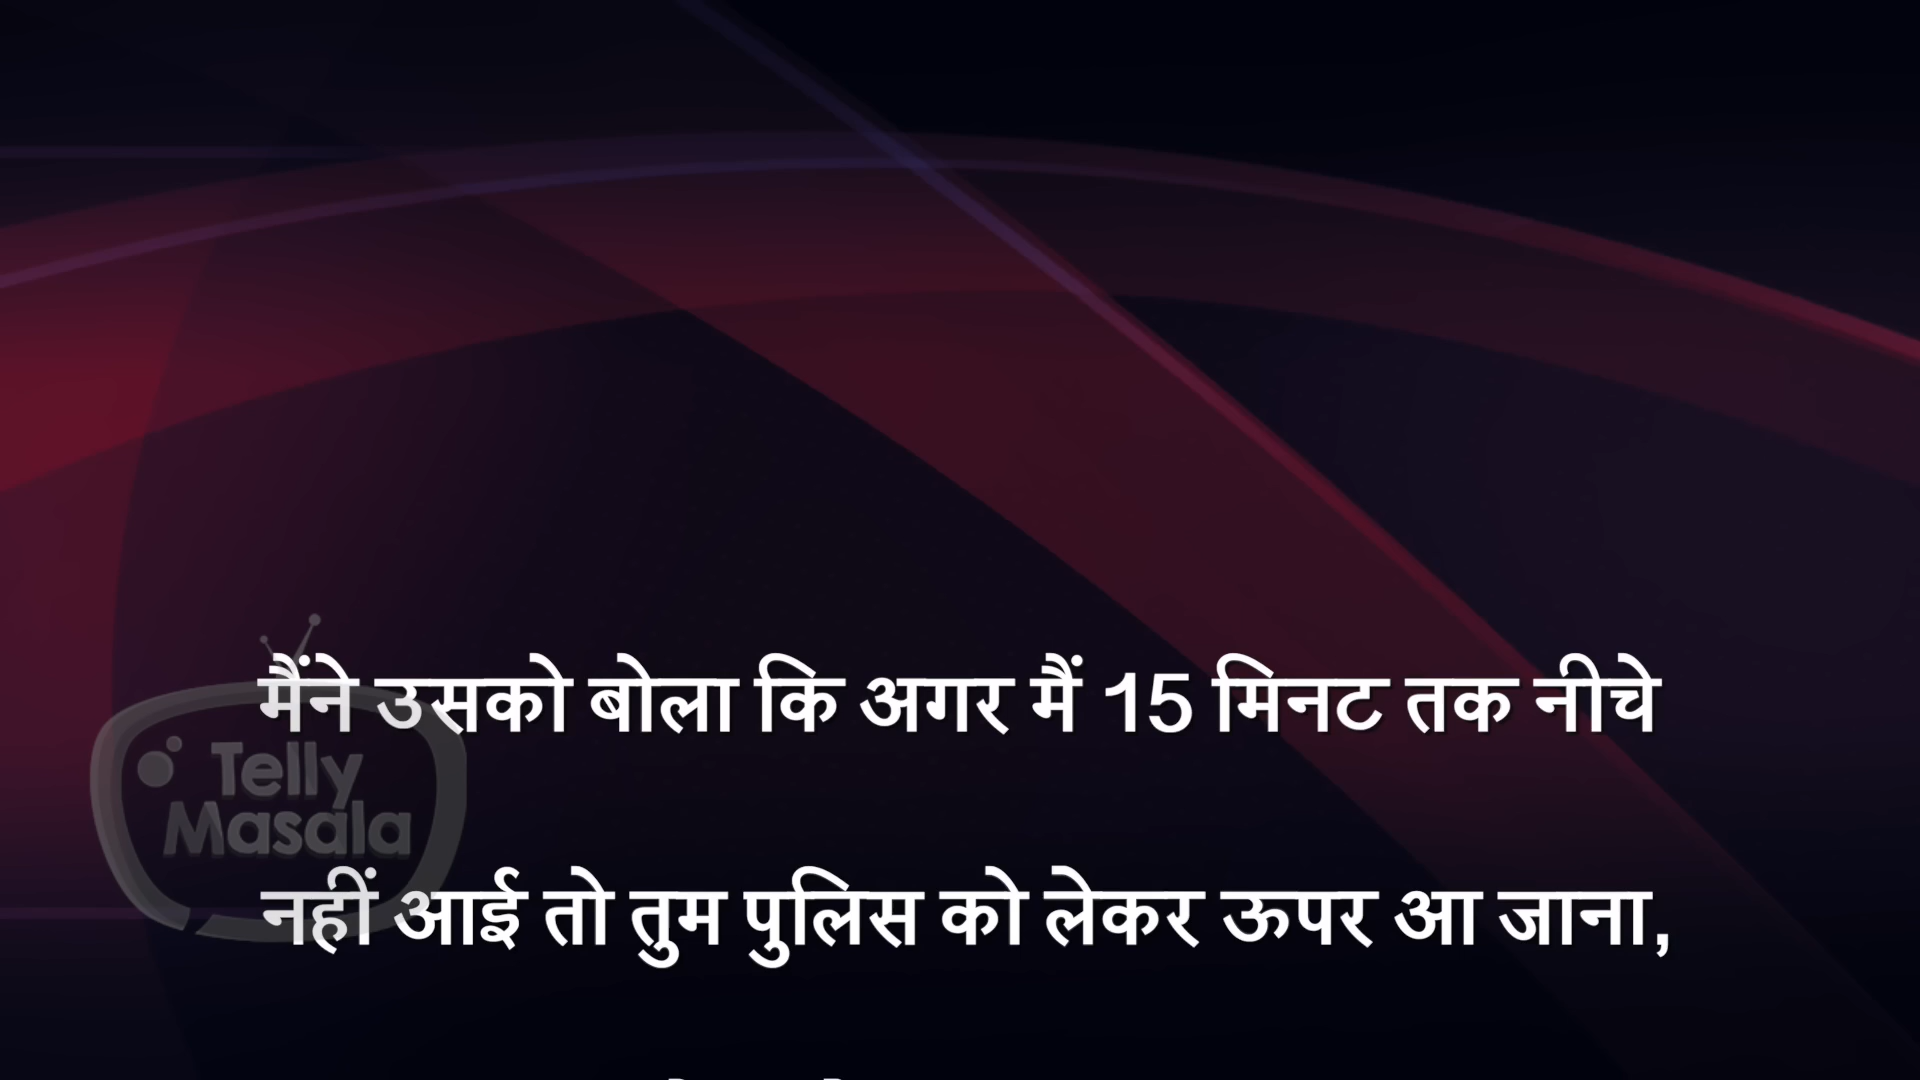 मैंने उसको बोला कि अगर मैं 15 मिनट तक नीचे
Telly
Masala
नहीं आई तो तुम पुलिस को लेकर ऊपर आ जाना,